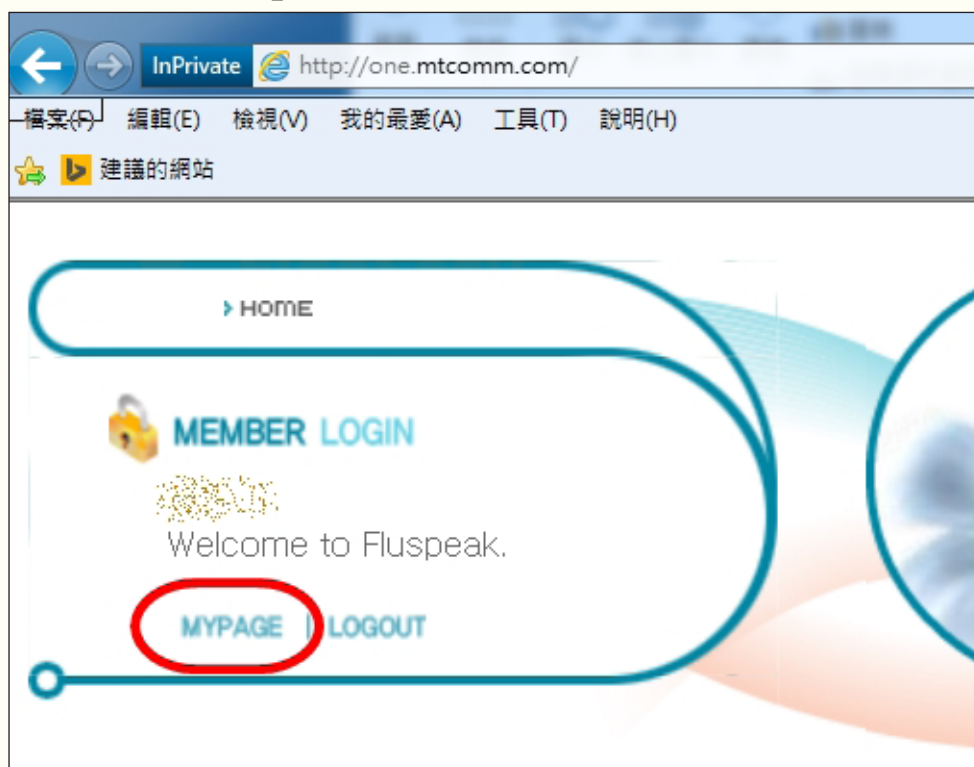 InPrivate http://one.mtcomm.com/
檔案(F) 編輯(E) 檢視(V) 我的最愛(A) 工具(T) 說明(H)
建議的網站
> HOME
MEMBER LOGIN
Welcome to Fluspeak.
MYPAGE | LOGOUT